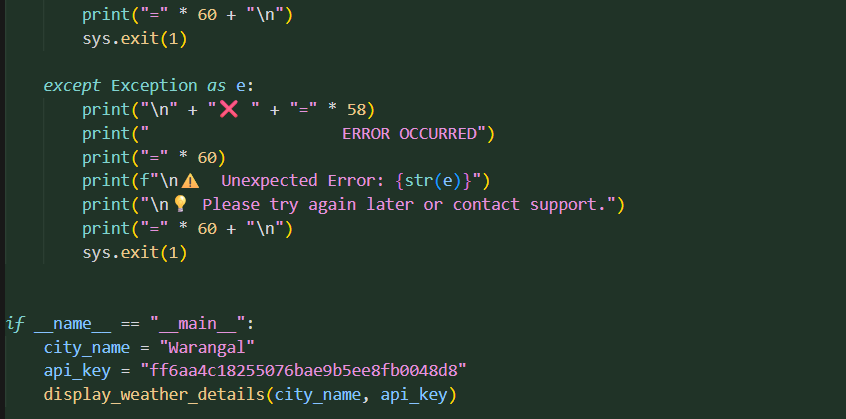 print("=" * 60 + "\n")
sys.exit(1)
except Exception as e:
print("\n" + "❌ " + "=" * 58)
print("                    ERROR OCCURRED")
print("=" * 60)
print(f"\n⚠️  Unexpected Error: {str(e)}")
print("\n💡 Please try again later or contact support.")
print("=" * 60 + "\n")
sys.exit(1)
if __name__ == "__main__":
city_name = "Warangal"
api_key = "ff6aa4c18255076bae9b5ee8fb0048d8"
display_weather_details(city_name, api_key)